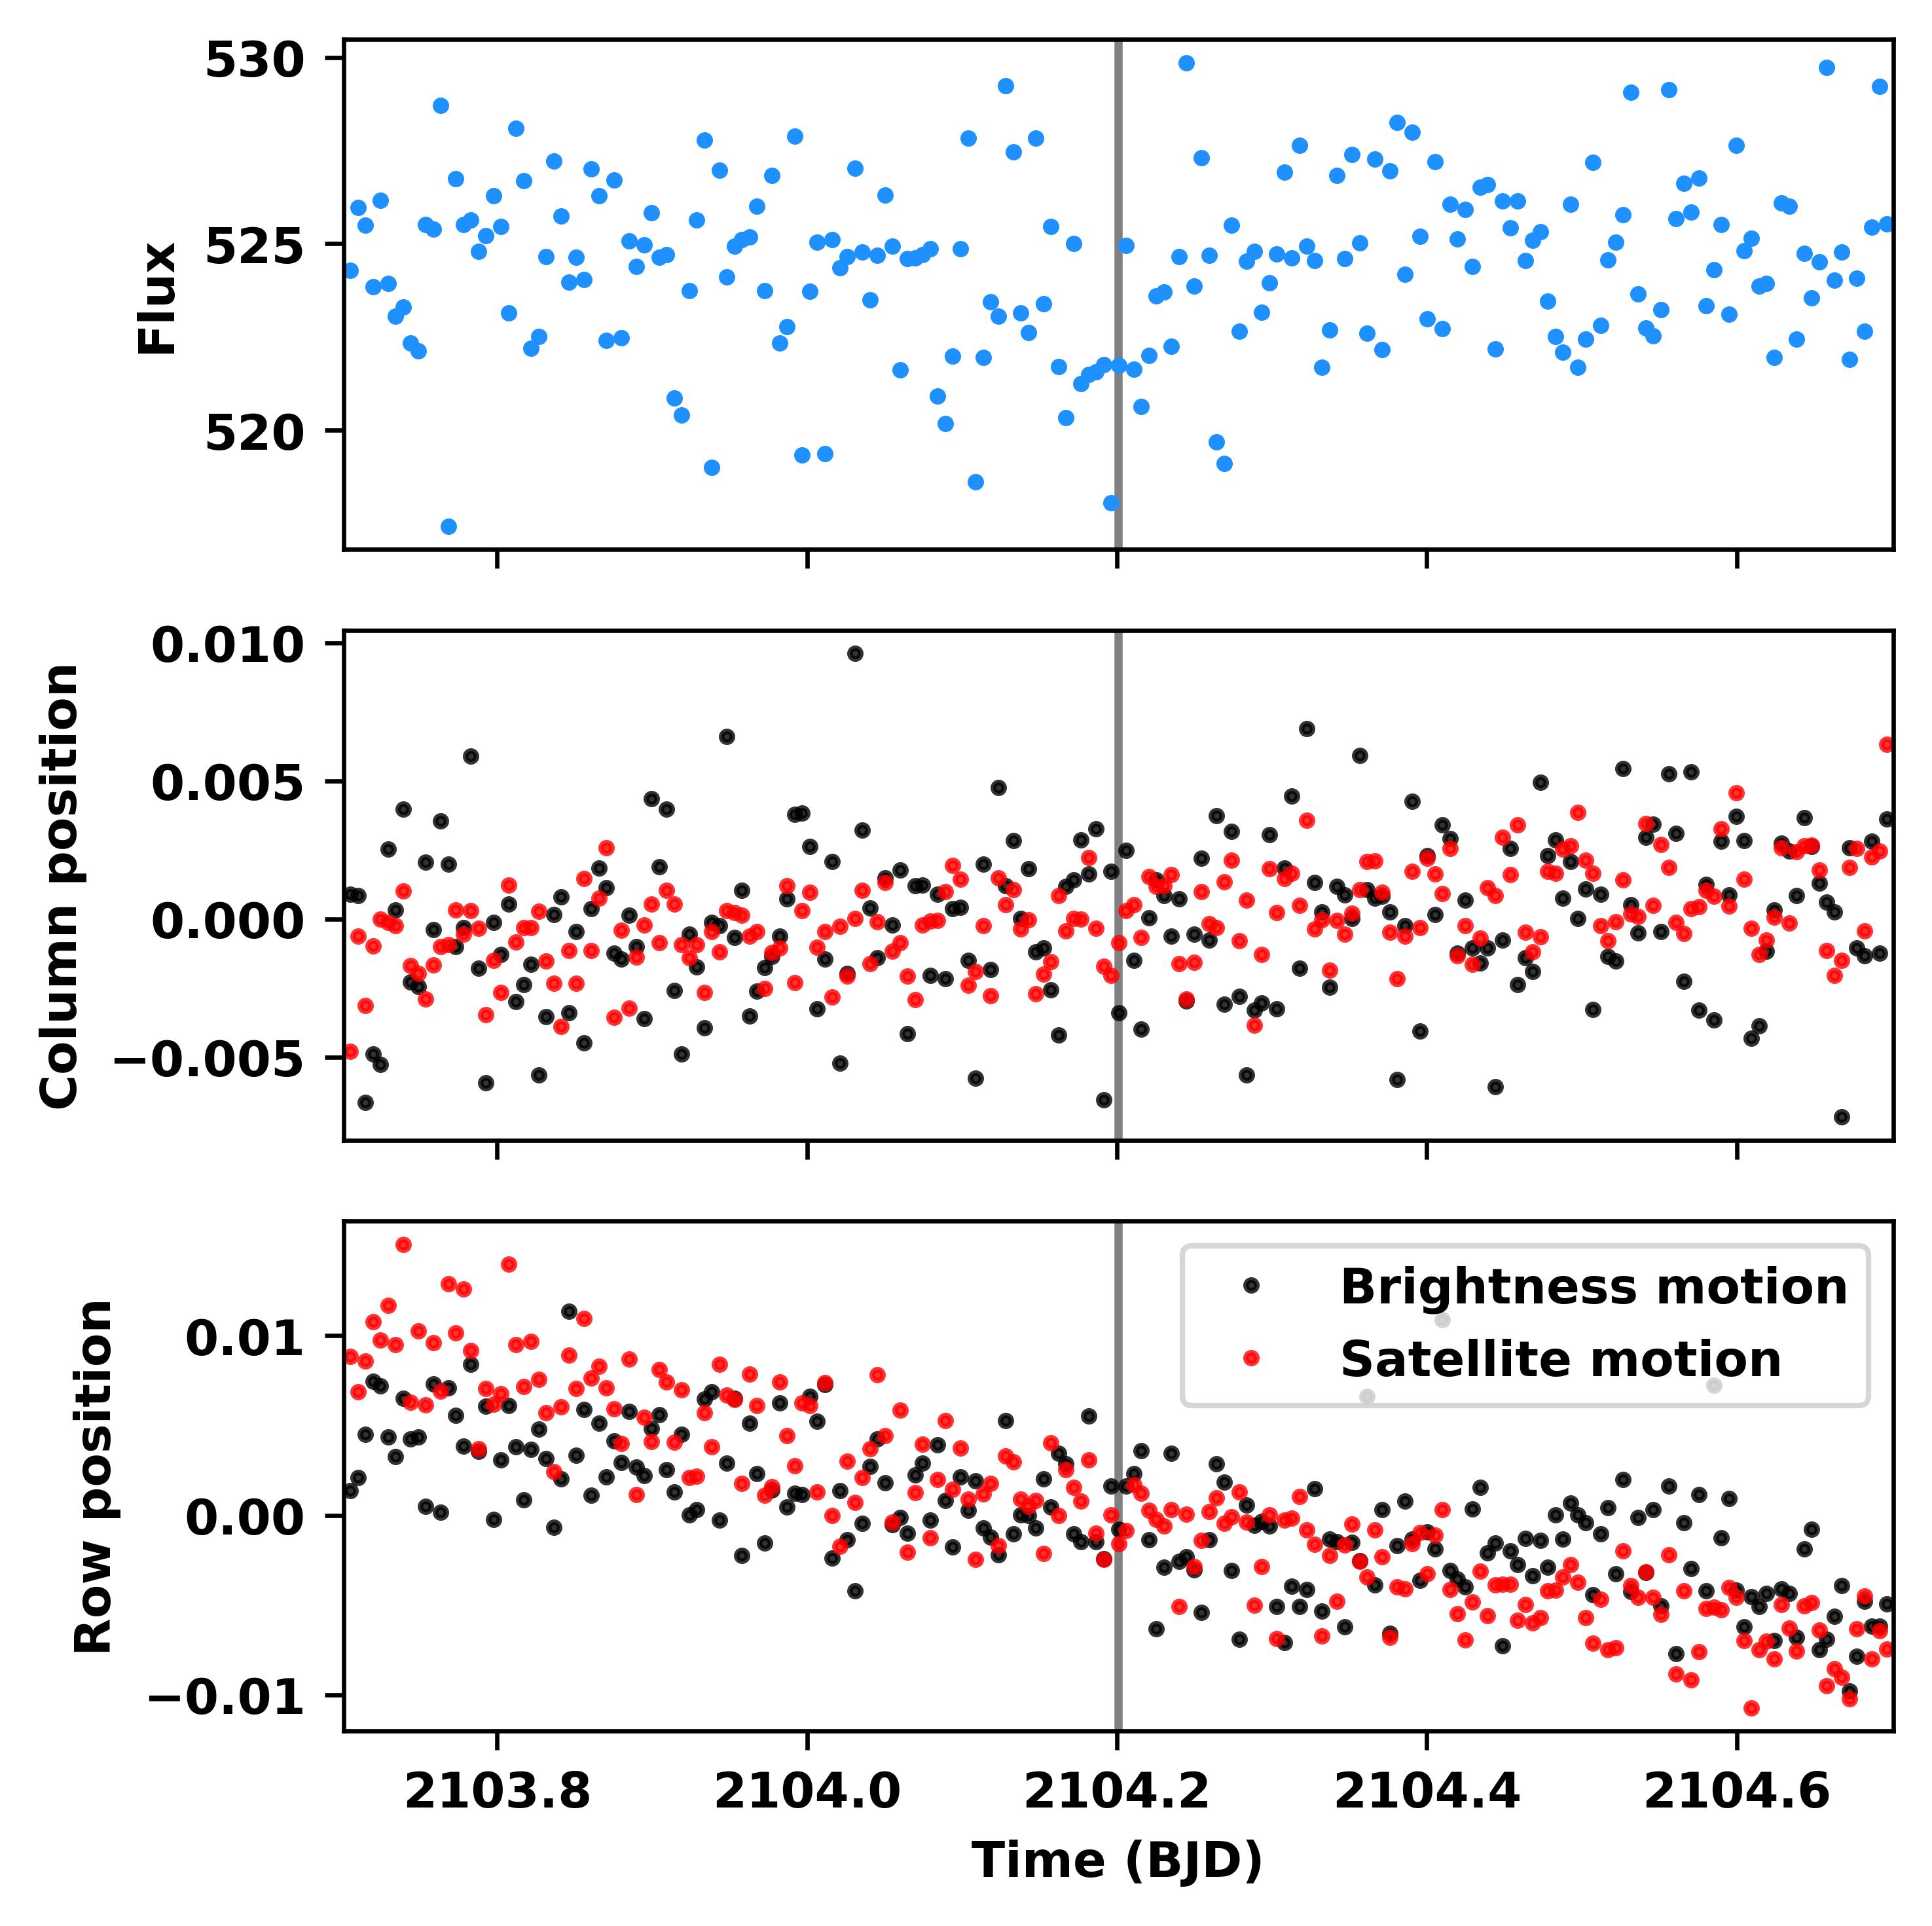 530
525
520
Flux
0.010
0.005
0.000
−0.005
Column position
0.01
0.00
−0.01
Row position
Brightness motion
Satellite motion
2103.8 2104.0 2104.2 2104.4 2104.6
Time (BJD)